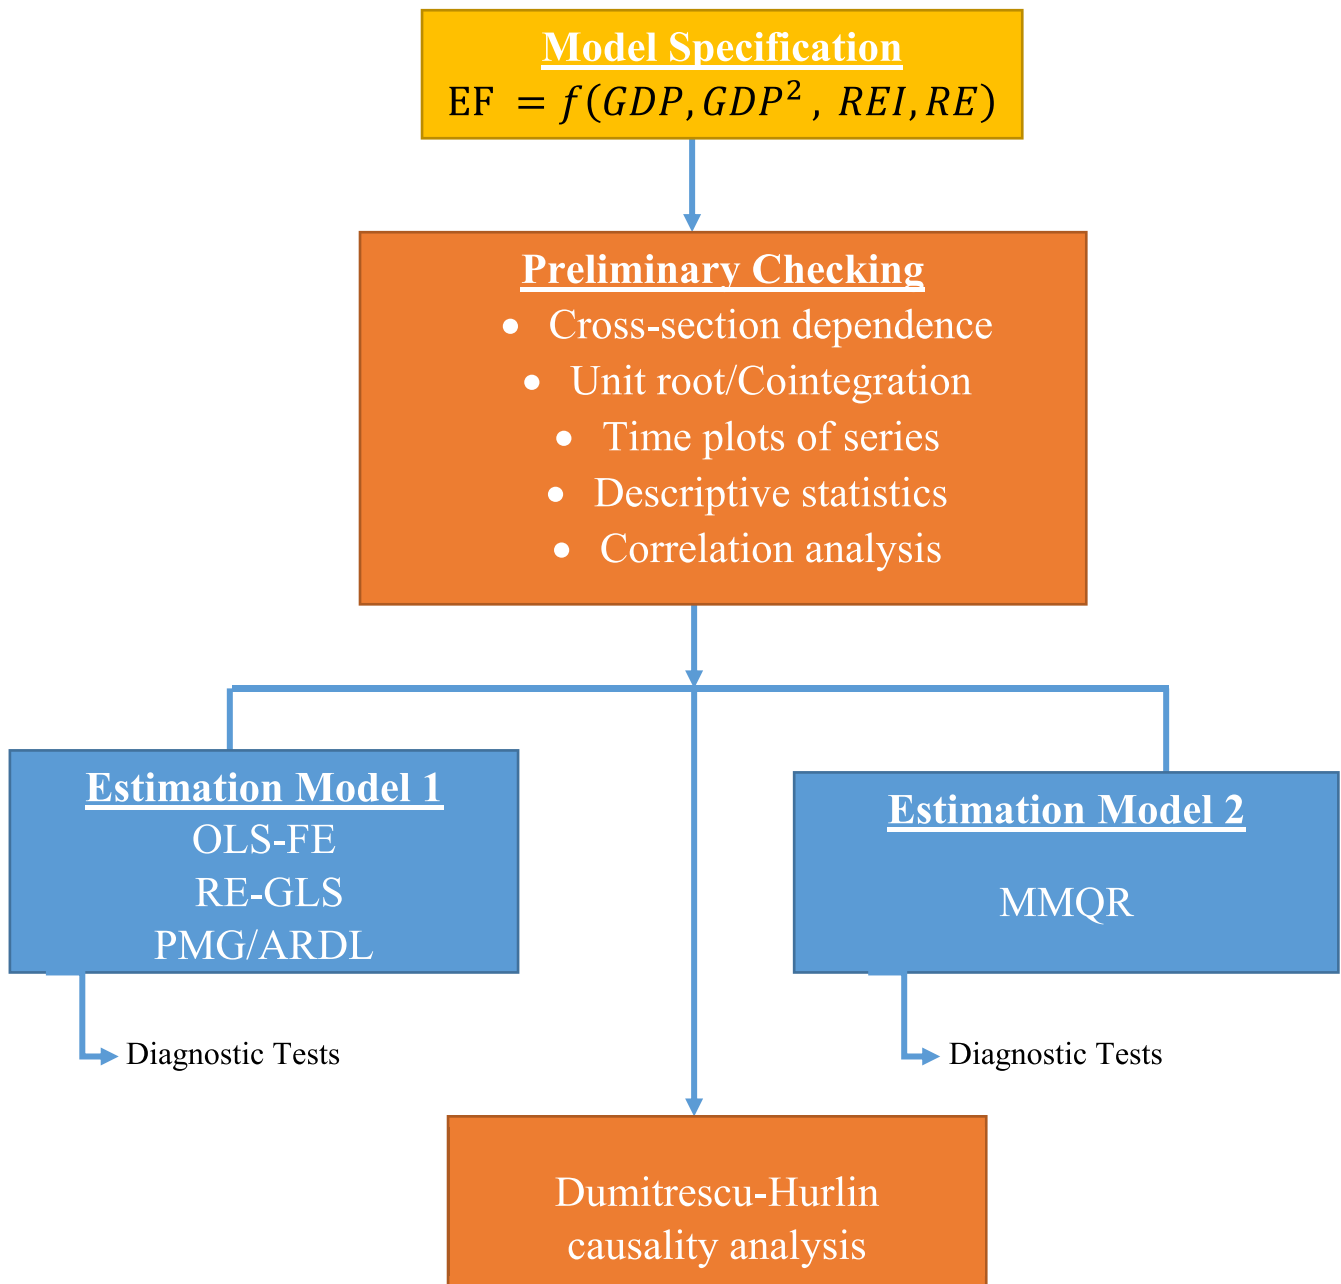 Model Specification
EF = f(GDP, GDP², REI, RE)
Preliminary Checking
• Cross-section dependence
• Unit root/Cointegration
• Time plots of series
• Descriptive statistics
• Correlation analysis
Estimation Model 1
OLS-FE
RE-GLS
PMG/ARDL
Diagnostic Tests
Estimation Model 2
MMQR
Diagnostic Tests
Dumitrescu-Hurlin
causality analysis